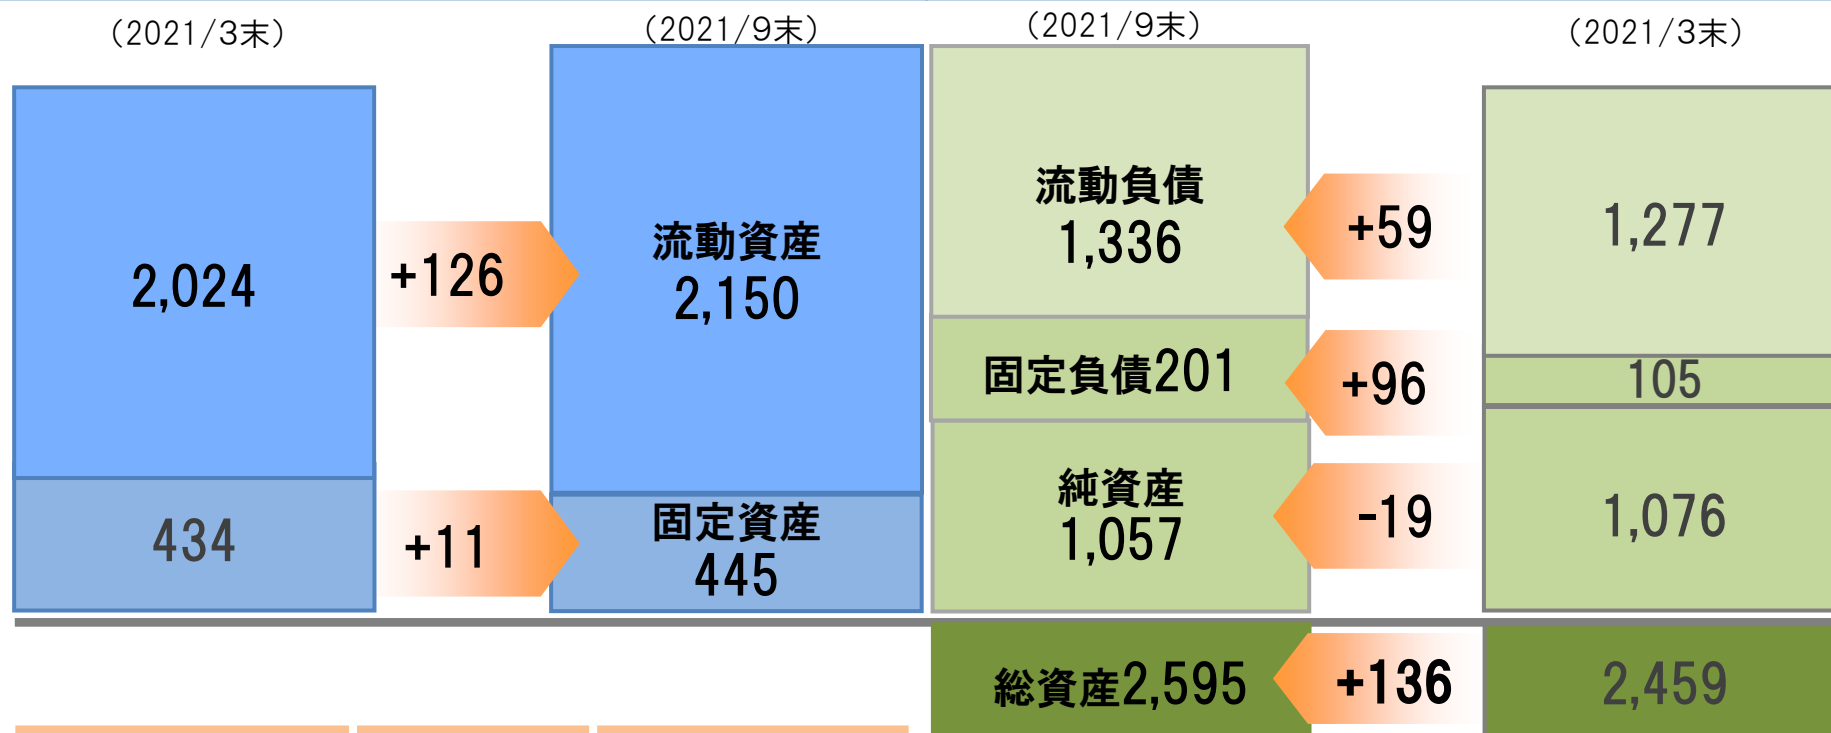 （2021/3末）
（2021/9末）
（2021/9末）
（2021/3末）
2,024
+126
流動資産
2,150
流動負債
1,336
+59
1,277
固定負債201
+96
105
434
+11
固定資産
445
純資産
1,057
-19
1,076
総資産2,595
+136
2,459